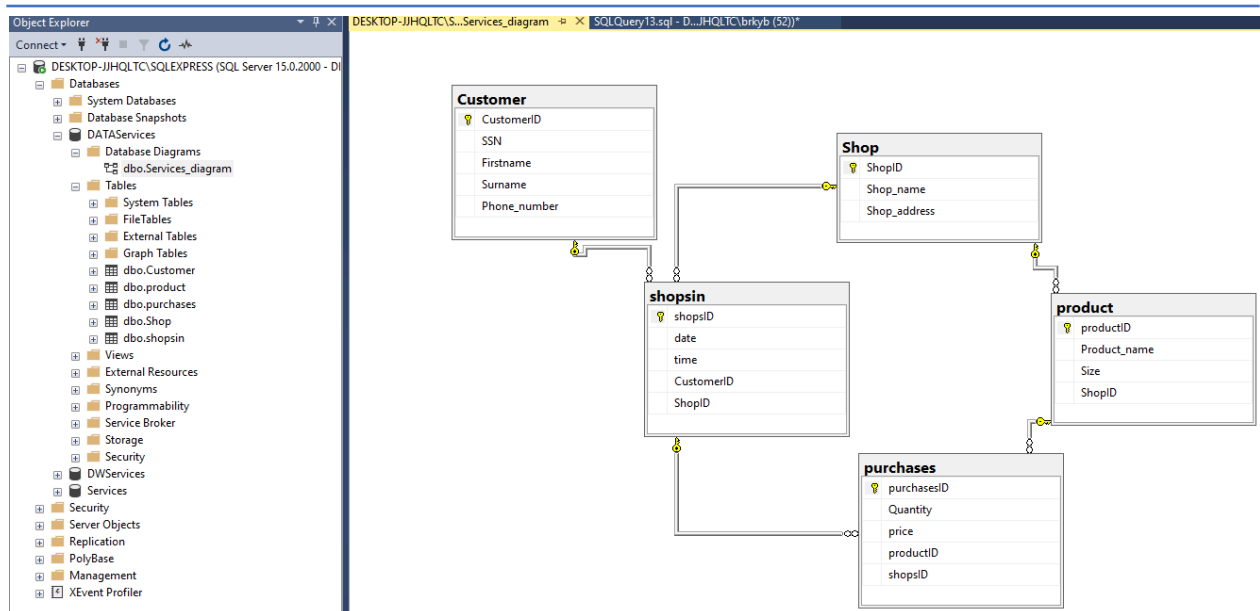 Object Explorer
Connect
DESKTOP-JJHQLTC\SQLEXPRESS (SQL Server 15.0.2000 - DI
Databases
System Databases
Database Snapshots
DATAServices
Database Diagrams
dbo.Services_diagram
Tables
System Tables
FileTables
External Tables
Graph Tables
dbo.Customer
dbo.product
dbo.purchases
dbo.Shop
dbo.shopsin
Views
External Resources
Synonyms
Programmability
Service Broker
Storage
Security
DWServices
Services
Security
Server Objects
Replication
PolyBase
Management
XEvent Profiler
DESKTOP-JJHQLTC\S...Services_diagram
SQLQuery13.sql - D...JHQLTC\brkyb (52))*
Customer
CustomerID
SSN
Firstname
Surname
Phone_number
Shop
ShopID
Shop_name
Shop_address
shopsin
shopsID
date
time
CustomerID
ShopID
product
productID
Product_name
Size
ShopID
purchases
purchasesID
Quantity
price
productID
shopsID